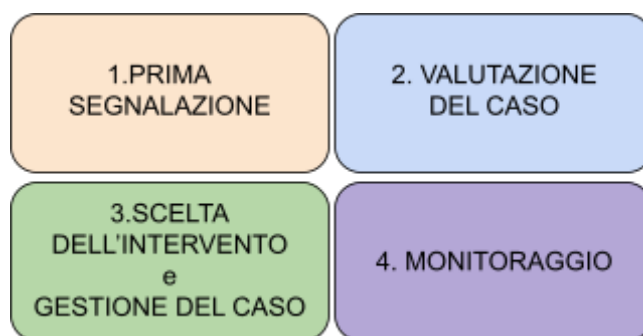 1.PRIMA
SEGNALAZIONE
2. VALUTAZIONE
DEL CASO
3.SCELTA
DELL'INTERVENTO
e
GESTIONE DEL CASO
4. MONITORAGGIO